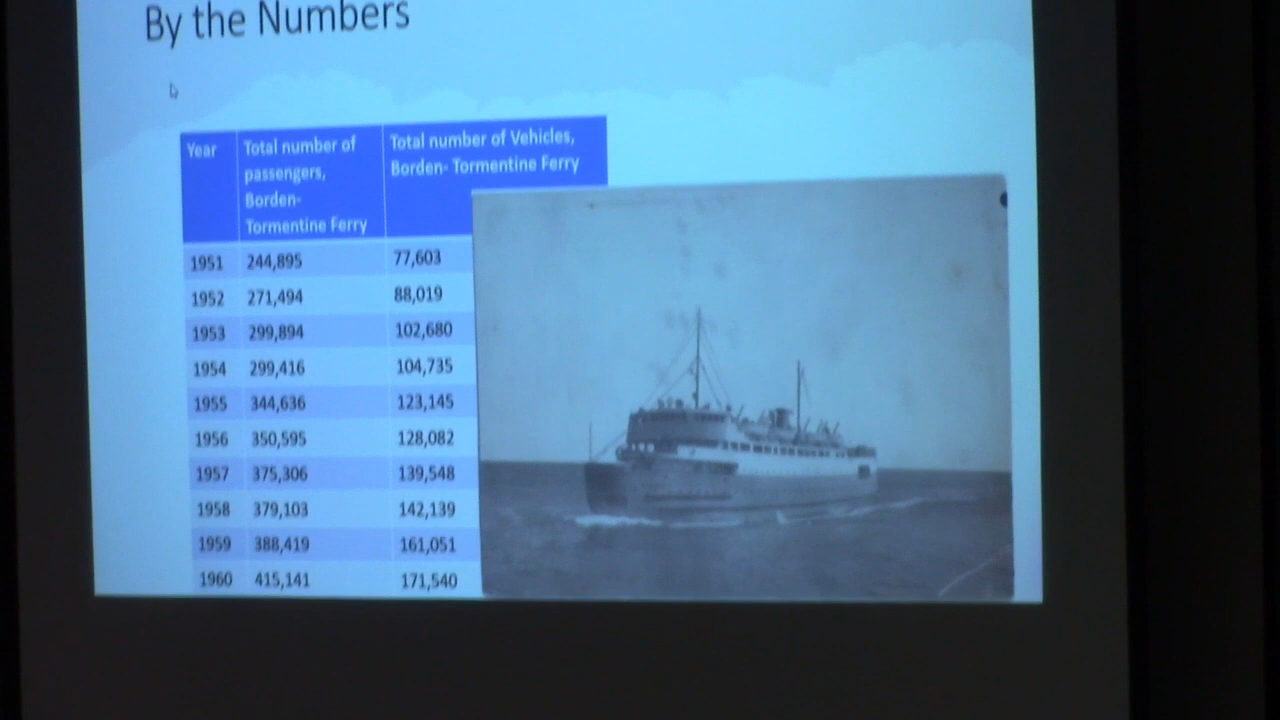 By the Numbers
Year
Total number of
passengers,
Borden-
Tormentine Ferry
Total number of Vehicles,
Borden- Tormentine Ferry
1951 244,895 77,603
1952 271,494 88,019
1953 299,894 102,680
1954 299,416 104,735
1955 344,636 123,145
1956 350,595 128,082
1957 375,306 139,548
1958 379,103 142,139
1959 388,419 161,051
1960 415,141 171,540